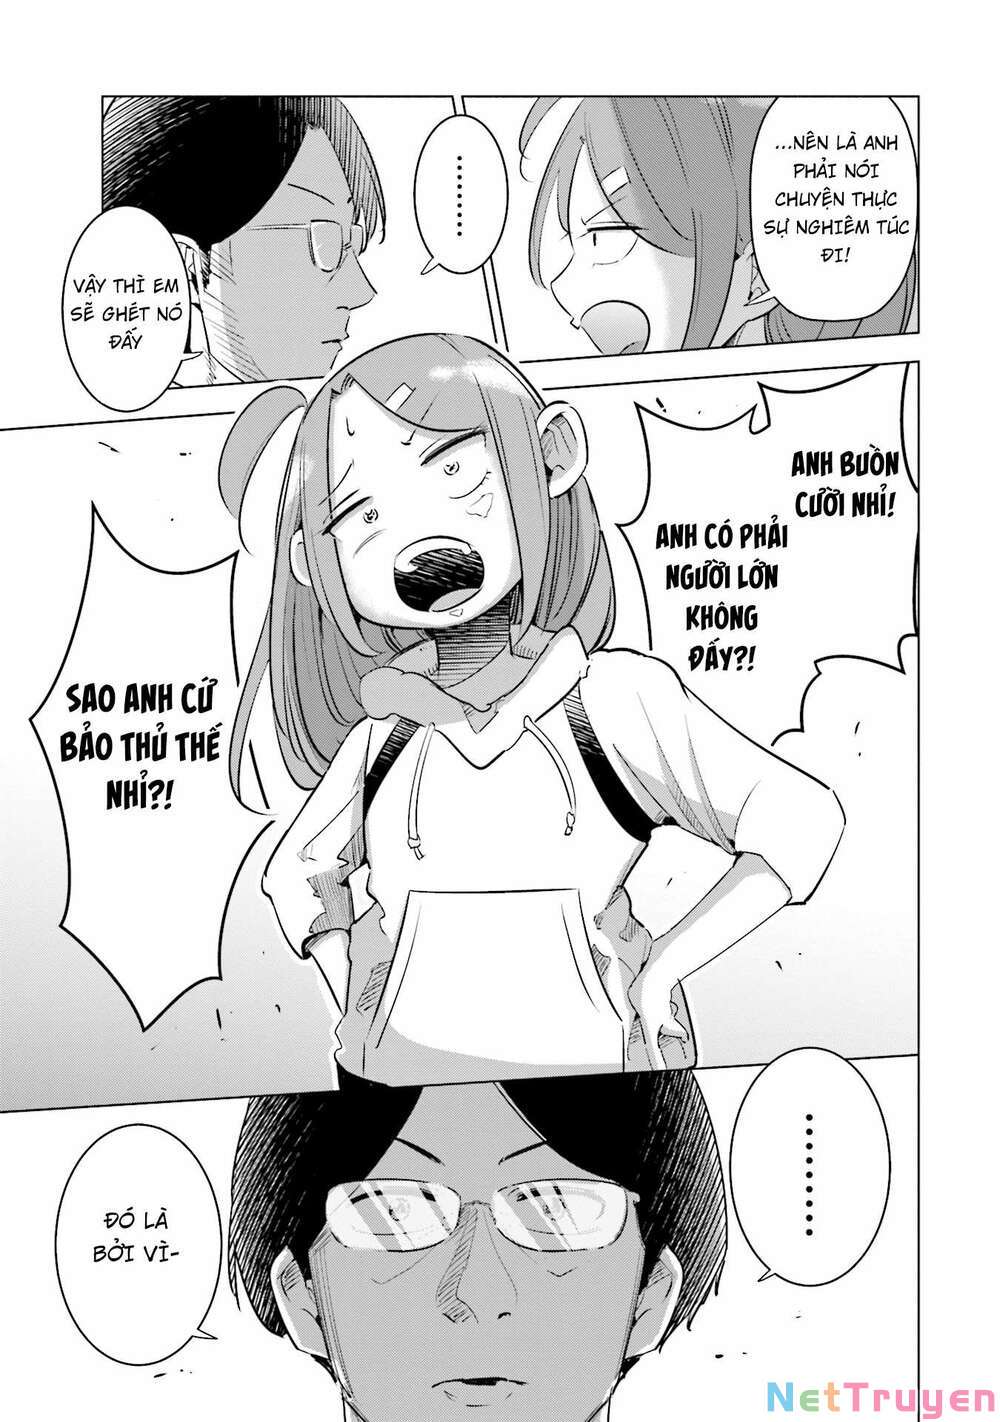 ...NÊN LÀ ANH
PHẢI NÓI
CHUYỆN THỰC
SỰ NGHIÊM TÚC
ĐI!
VẬY THÌ EM
SẼ GHÉT NÓ
ĐẤY
ANH BUỒN
CƯỜI NHỈ!
ANH CÓ PHẢI
NGƯỜI LỚN
KHÔNG
ĐẤY?!
SAO ANH CỨ
BẢO THỦ THẾ
NHỈ?!
ĐÓ LÀ
BỞI VÌ-
NetTruyen